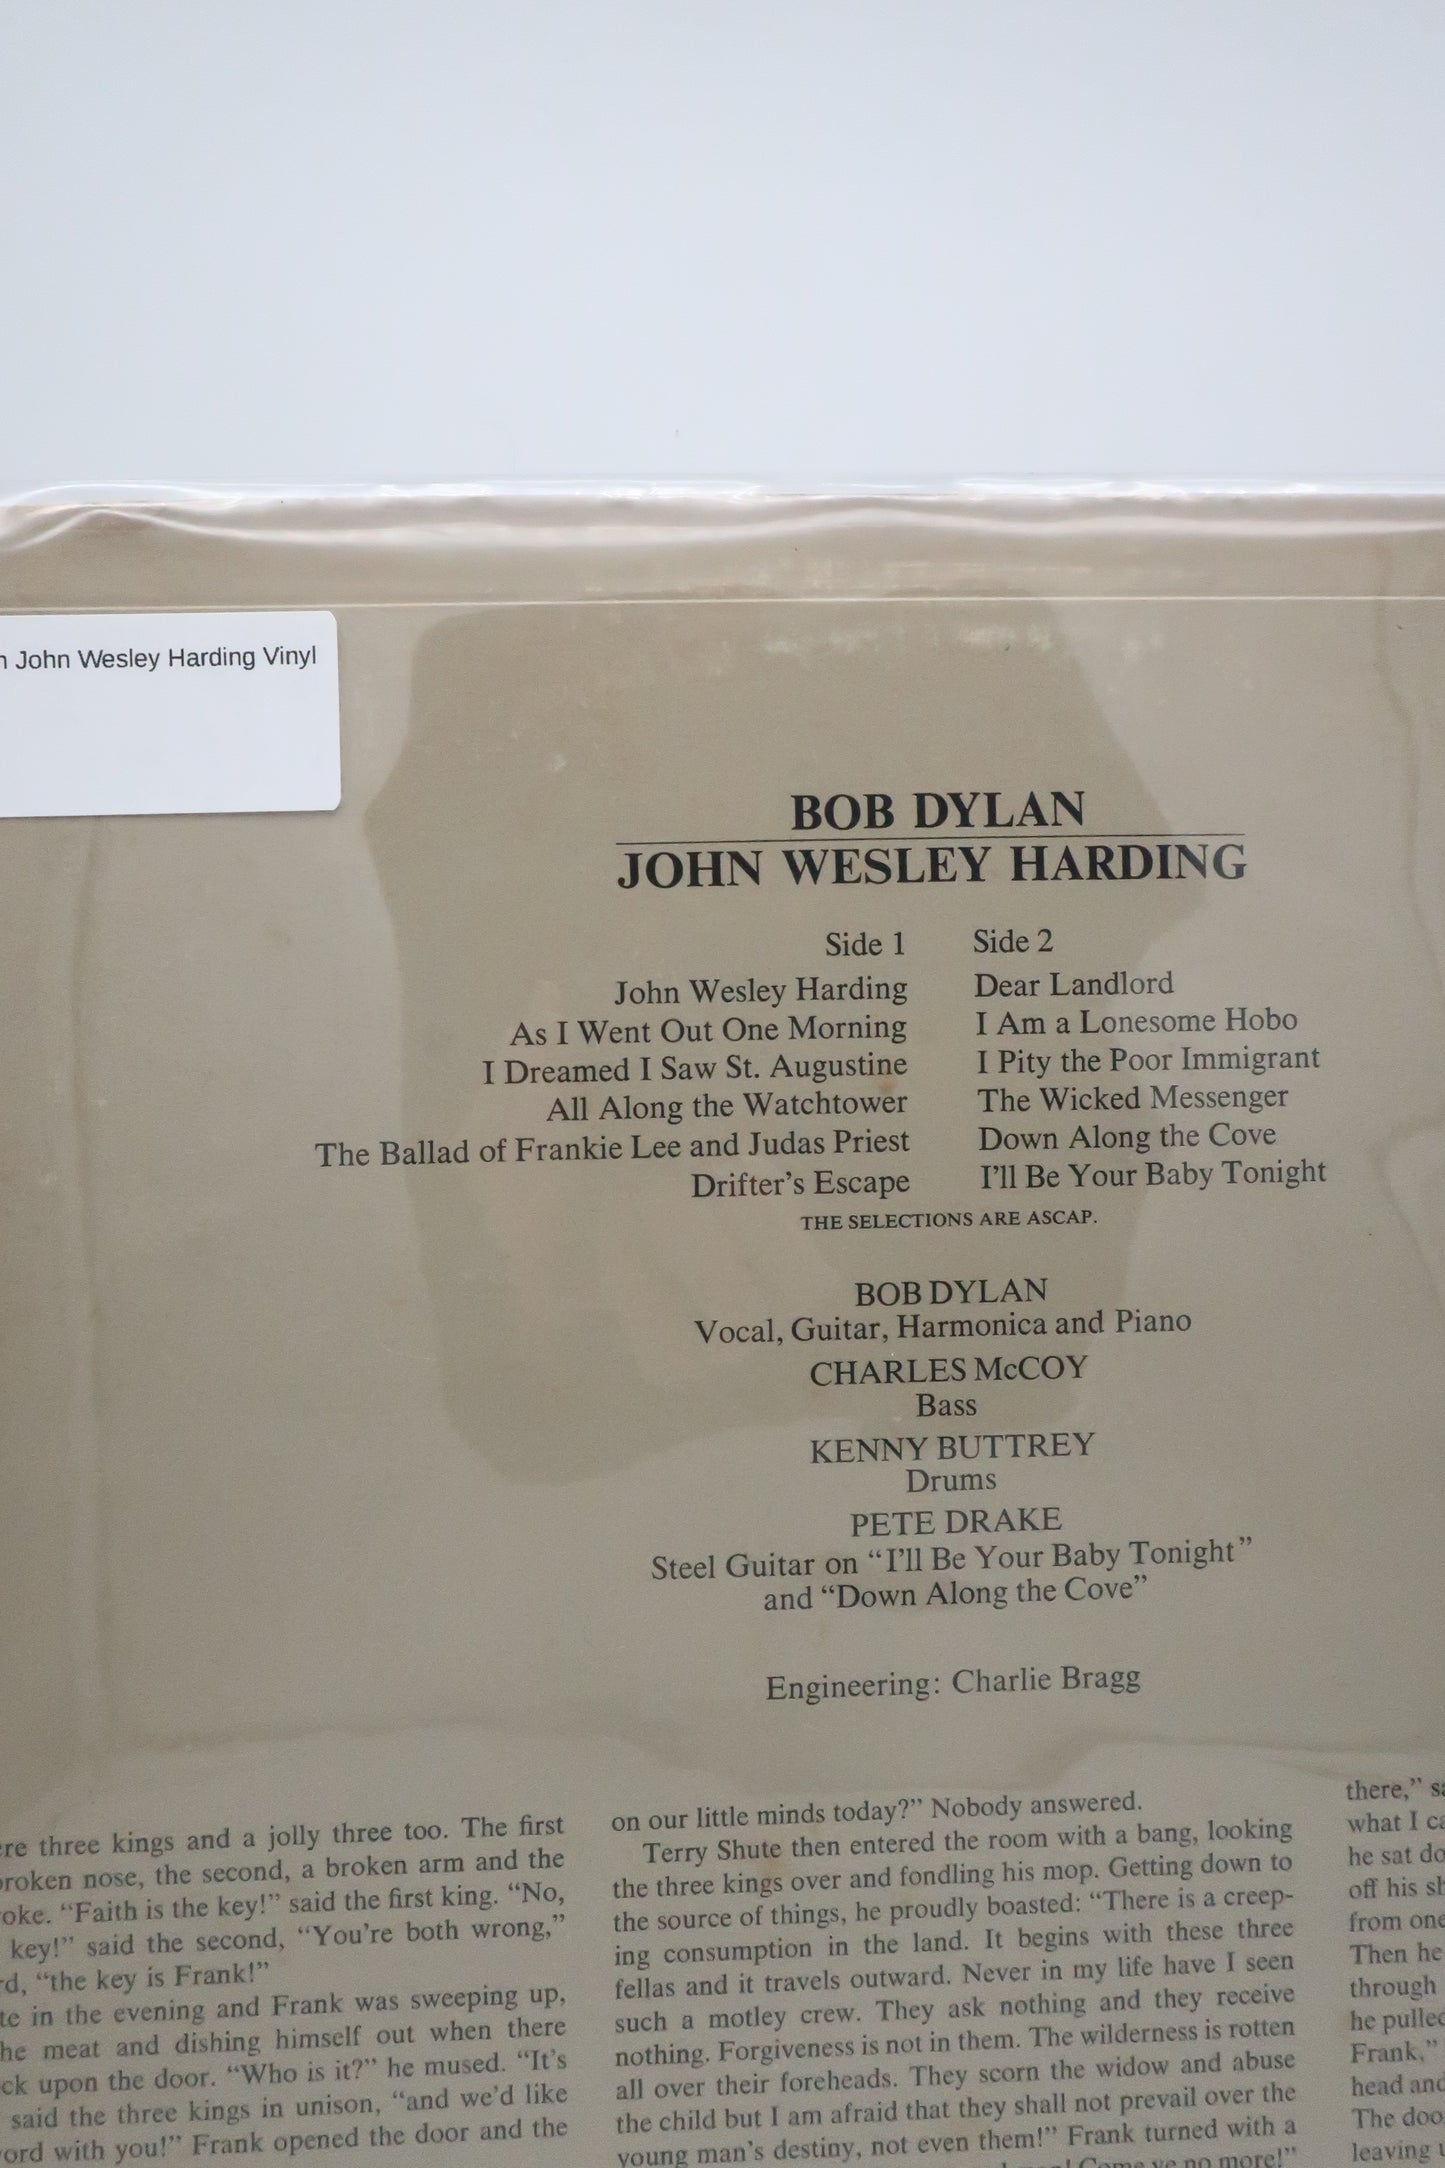 John Wesley Harding Vinyl
BOB DYLAN
JOHN WESLEY HARDING
Side 1
John Wesley Harding
As I Went Out One Morning
I Dreamed I Saw St. Augustine
All Along the Watchtower
The Ballad of Frankie Lee and Judas Priest
Drifter's Escape
Side 2
Dear Landlord
I Am a Lonesome Hobo
I Pity the Poor Immigrant
The Wicked Messenger
Down Along the Cove
I'll Be Your Baby Tonight
THE SELECTIONS ARE ASCAP.
BOB DYLAN
Vocal, Guitar, Harmonica and Piano
CHARLES McCOY
Bass
KENNY BUTTREY
Drums
PETE DRAKE
Steel Guitar on “I'll Be Your Baby Tonight”
and “Down Along the Cove”
Engineering: Charlie Bragg
three kings and a jolly three too. The first
broken nose, the second, a broken arm and the
“Faith is the key!” said the first king. “No,
key!” said the second, “You're both wrong,”
“the key is Frank!”
in the evening and Frank was sweeping up,
the meat and dishing himself out when there
upon the door. “Who is it?” he mused. “It's
said the three kings in unison, “and we'd like
word with you!” Frank opened the door and the
on our little minds today?” Nobody answered.
Terry Shute then entered the room with a bang, looking
the three kings over and fondling his mop. Getting down to
the source of things, he proudly boasted: “There is a creep-
ing consumption in the land. It begins with these three
fellas and it travels outward. Never in my life have I seen
such a motley crew. They ask nothing and they receive
nothing. Forgiveness is not in them. The wilderness is rotten
all over their foreheads. They scorn the widow and abuse
the child but I am afraid that they shall not prevail over the
young man's destiny, not even them!” Frank turned with a
Come ye no more!”
there,”
what I
he sat
off his
from one
Then he
through
he pulled
Frank,”
head and
The
leaving